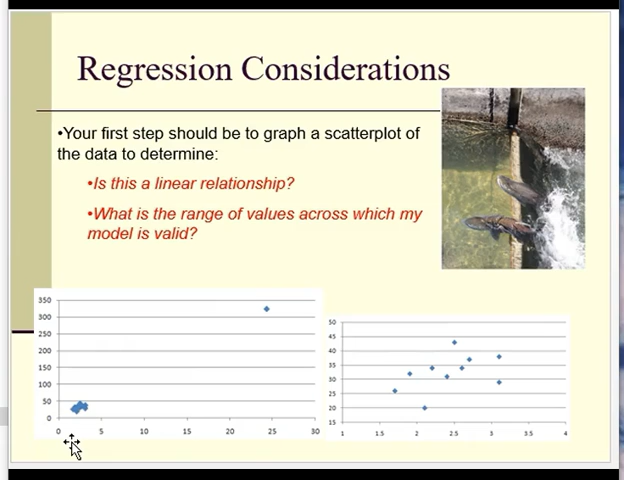 Regression Considerations
•Your first step should be to graph a scatterplot of
the data to determine:
•Is this a linear relationship?
•What is the range of values across which my
model is valid?
350
300
250
200
150
100
50
0
0 5 10 15 20 25 30
50
45
40
35
30
25
20
15
1 1.5 2 2.5 3 3.5 4